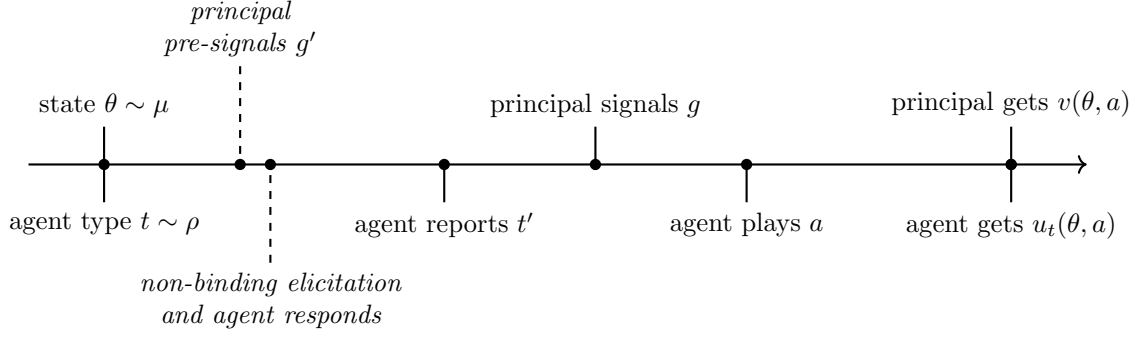 principal
pre-signals g′
state θ ∼ μ
principal signals g
principal gets v(θ, a)
agent type t ∼ ρ
agent reports t′
agent plays a
agent gets uₜ(θ, a)
non-binding elicitation
and agent responds